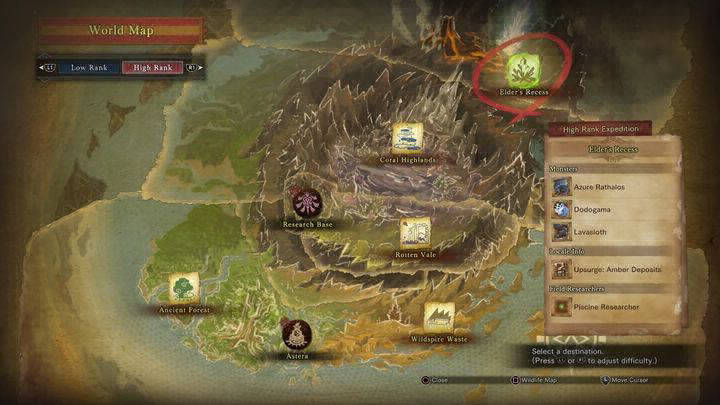 World Map
L1 Low Rank High Rank R1
Elder's Recess
Coral Highlands
Research Base
Rotten Vale
Ancient Forest
Wildspire Waste
Astera
High Rank Expedition
Elder's Recess
Monsters
Azure Rathalos
Dodogama
Lavasioth
Locale Info
Upsurge: Amber Deposits
Field Researchers
Piscine Researcher
Select a destination.
(Press or to adjust difficulty.)
Close Wildlife Map Move Cursor